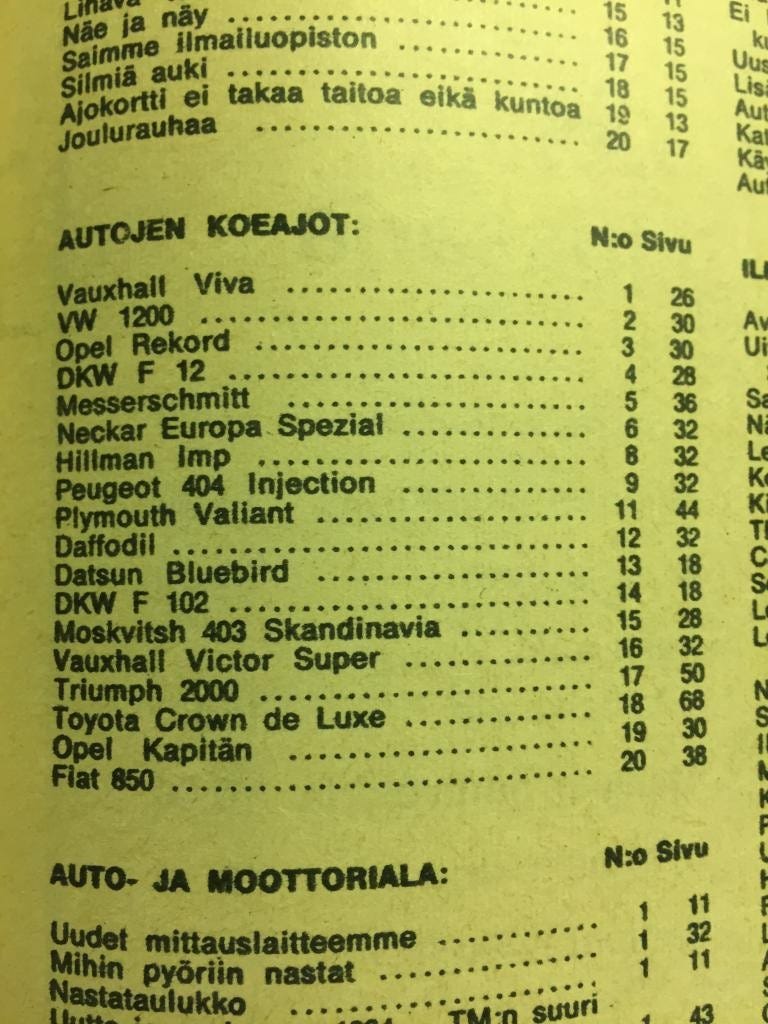 15 13
Näe ja näy .......... 16 15
Saimme ilmailuopiston .......... 17 15
Silmiä auki .......... 18 15
Ajokortti ei takaa taitoa eikä kuntoa 19 13
Joulurauhaa .......... 20 17
AUTOJEN KOEAJOT: N:o Sivu
Vauxhall Viva .......... 1 26
VW 1200 .......... 2 30
Opel Rekord .......... 3 30
DKW F 12 .......... 4 28
Messerschmitt .......... 5 36
Neckar Europa Spezial .......... 6 32
Hillman Imp .......... 8 32
Peugeot 404 Injection .......... 9 32
Plymouth Valiant .......... 11 44
Daffodil .......... 12 32
Datsun Bluebird .......... 13 18
DKW F 102 .......... 14 18
Moskvitsh 403 Skandinavia .......... 15 28
Vauxhall Victor Super .......... 16 32
Triumph 2000 .......... 17 50
Toyota Crown de Luxe .......... 18 68
Opel Kapitän .......... 19 30
Fiat 850 .......... 20 38
AUTO- JA MOOTTORIALA: N:o Sivu
Uudet mittauslaitteemme .......... 1 11
Mihin pyöriin nastat .......... 1 32
Nastataulukko .......... 1 11
TM:n suuri 1 43